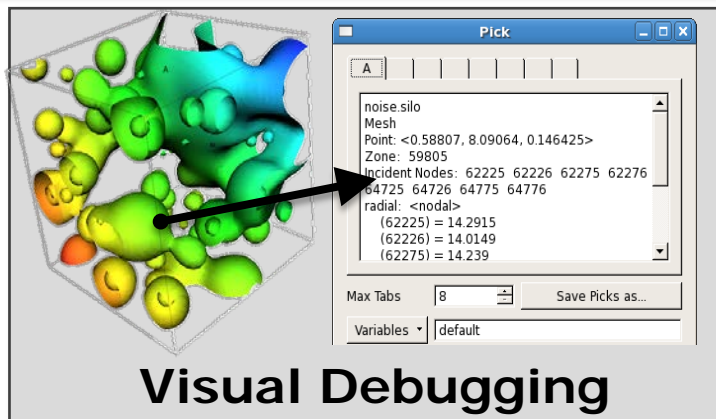 Pick
A
noise.silo
Mesh
Point: <0.58807, 8.09064, 0.146425>
Zone: 59805
Incident Nodes: 62225 62226 62275 62276
64725 64726 64775 64776
radial: <nodal>
(62225) = 14.2915
(62226) = 14.0149
(62275) = 14.239
Max Tabs 8 Save Picks as...
Variables default
Visual Debugging